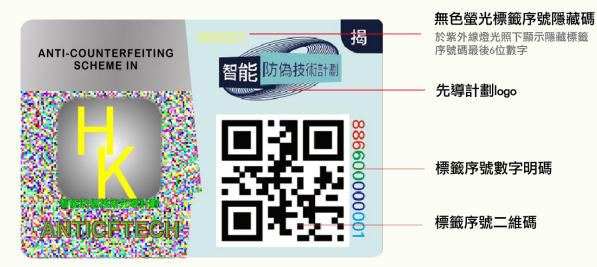 ANTI-COUNTERFEITING
SCHEME IN
HK
ANTICFTECH
000001
揭
智能 防偽技術計劃
886600000001
無色螢光標籤序號隱藏碼
於紫外線燈光照下顯示隱藏標籤
序號碼最後6位數字
先導計劃logo
標籤序號數字明碼
標籤序號二維碼